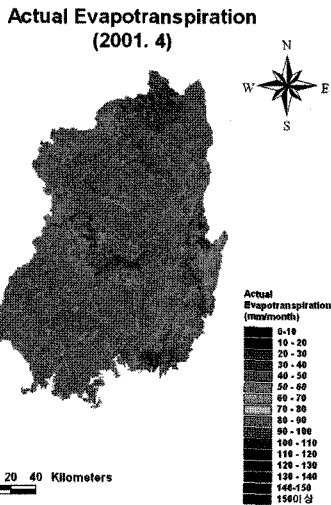 Actual Evapotranspiration
(2001. 4)
N
W E
S
Actual
Evapotranspiration
(mm/month)
0-10
10 - 20
20 - 30
30 - 40
40 - 50
50 - 60
60 - 70
70 - 80
80 - 90
90 - 100
100 - 110
110 - 120
120 - 130
130 - 140
140-150
150이상
20 40 Kilometers